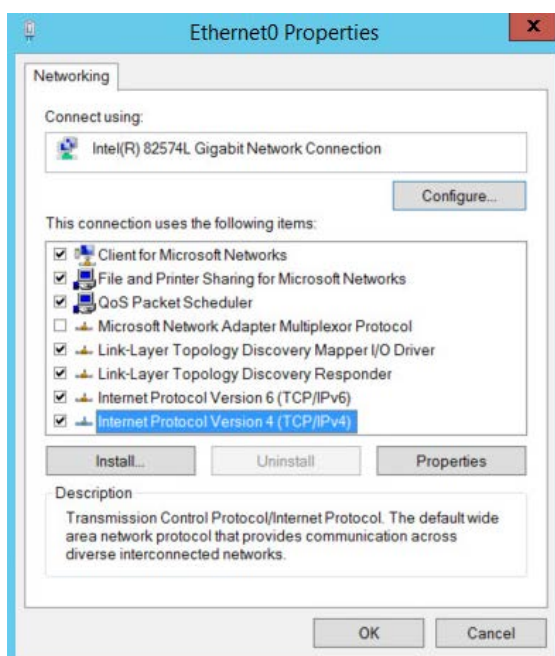 Ethernet0 Properties
X
Networking
Connect using:
Intel(R) 82574L Gigabit Network Connection
Configure...
This connection uses the following items:
Client for Microsoft Networks
File and Printer Sharing for Microsoft Networks
QoS Packet Scheduler
Microsoft Network Adapter Multiplexor Protocol
Link-Layer Topology Discovery Mapper I/O Driver
Link-Layer Topology Discovery Responder
Internet Protocol Version 6 (TCP/IPv6)
Internet Protocol Version 4 (TCP/IPv4)
Install... Uninstall Properties
Description
Transmission Control Protocol/Internet Protocol. The default wide
area network protocol that provides communication across
diverse interconnected networks.
OK Cancel